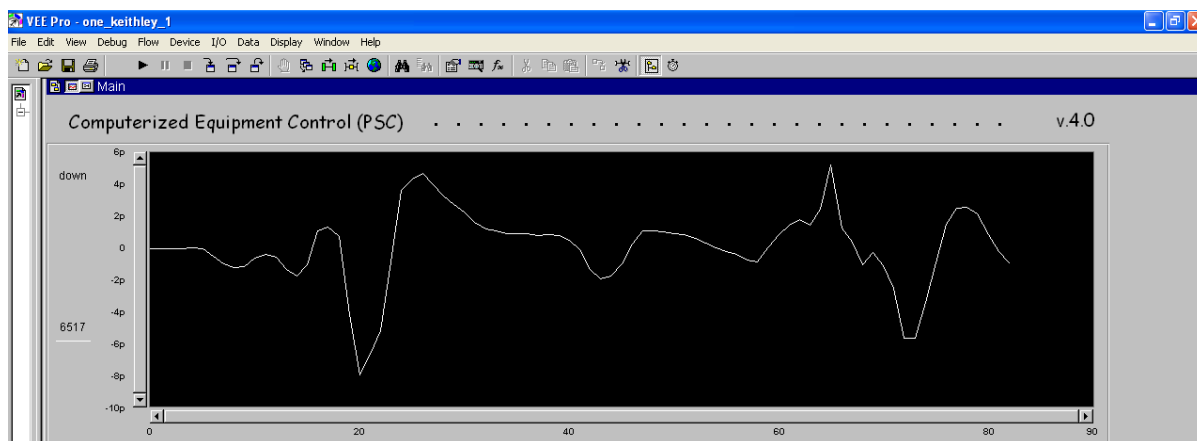 VEE Pro - one_keithley_1
File Edit View Debug Flow Device I/O Data Display Window Help
Main
Computerized Equipment Control (PSC) . . . . . . . . . . . . . . . . . . . . . . . . . . v.4.0
6p
down
4p
2p
0
-2p
-4p
6517
-6p
-8p
-10p
0 20 40 60 80 90